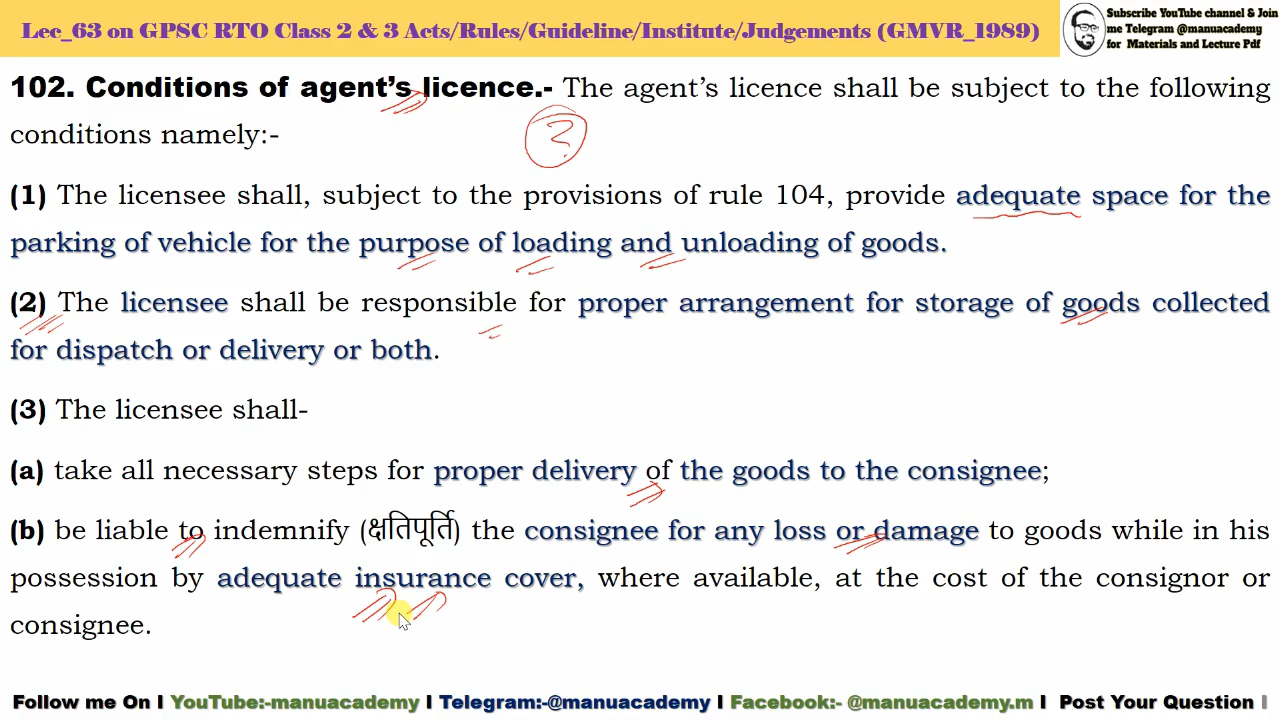 Lec_63 on GPSC RTO Class 2 & 3 Acts/Rules/Guideline/Institute/Judgements (GMVR_1989)
Subscribe YouTube channel & Join
me Telegram @manuacademy
for Materials and Lecture Pdf
102. Conditions of agent's licence.- The agent's licence shall be subject to the following
conditions namely:-
?
(1) The licensee shall, subject to the provisions of rule 104, provide adequate space for the
parking of vehicle for the purpose of loading and unloading of goods.
(2) The licensee shall be responsible for proper arrangement for storage of goods collected
for dispatch or delivery or both.
(3) The licensee shall-
(a) take all necessary steps for proper delivery of the goods to the consignee;
(b) be liable to indemnify (क्षतिपूर्ति) the consignee for any loss or damage to goods while in his
possession by adequate insurance cover, where available, at the cost of the consignor or
consignee.
Follow me On I YouTube:-manuacademy I Telegram:-@manuacademy I Facebook:- @manuacademy.m I Post Your Question I